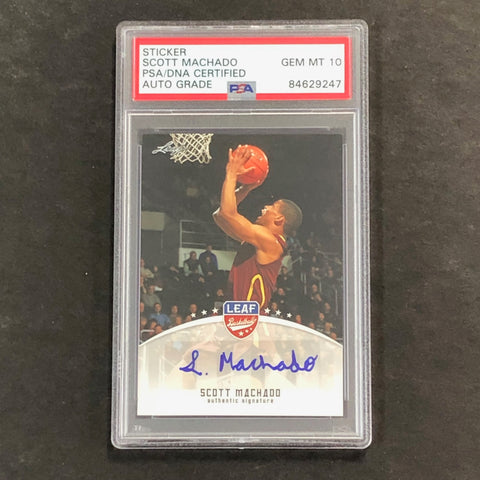 STICKER
SCOTT MACHADO GEM MT 10
PSA/DNA CERTIFIED
AUTO GRADE PSA 84629247
Leaf
LEAF
Basketball
S. Machado
SCOTT MACHADO
authentic signature